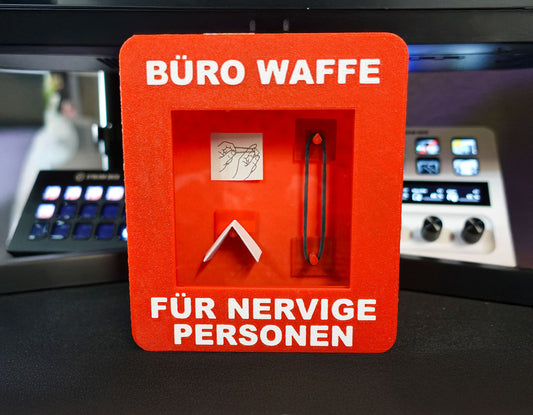 BÜRO WAFFE
FÜR NERVIGE
PERSONEN